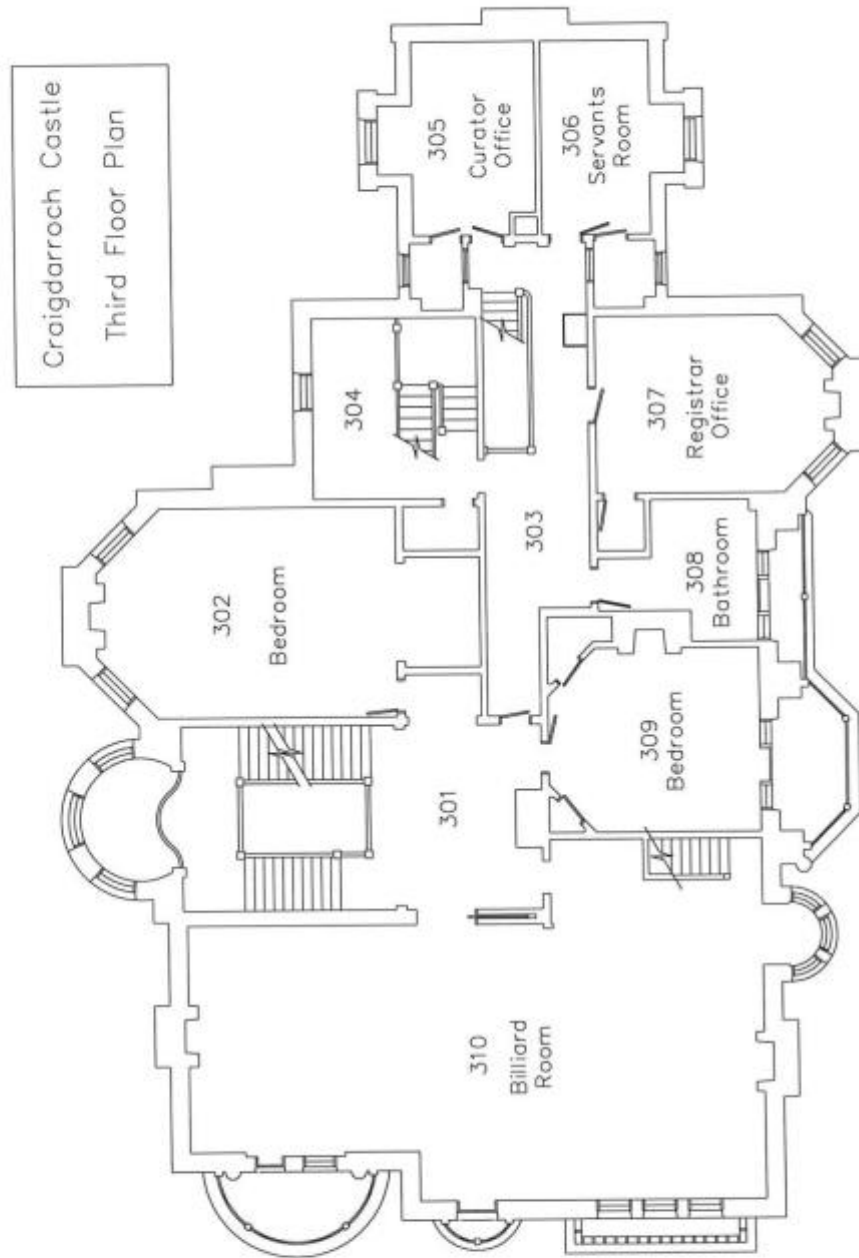 Craigdarroch Castle
Third Floor Plan
305
Curator
Office
306
Servants
Room
304
307
Registrar
Office
302
Bedroom
303
308
Bathroom
301
309
Bedroom
310
Billiard
Room